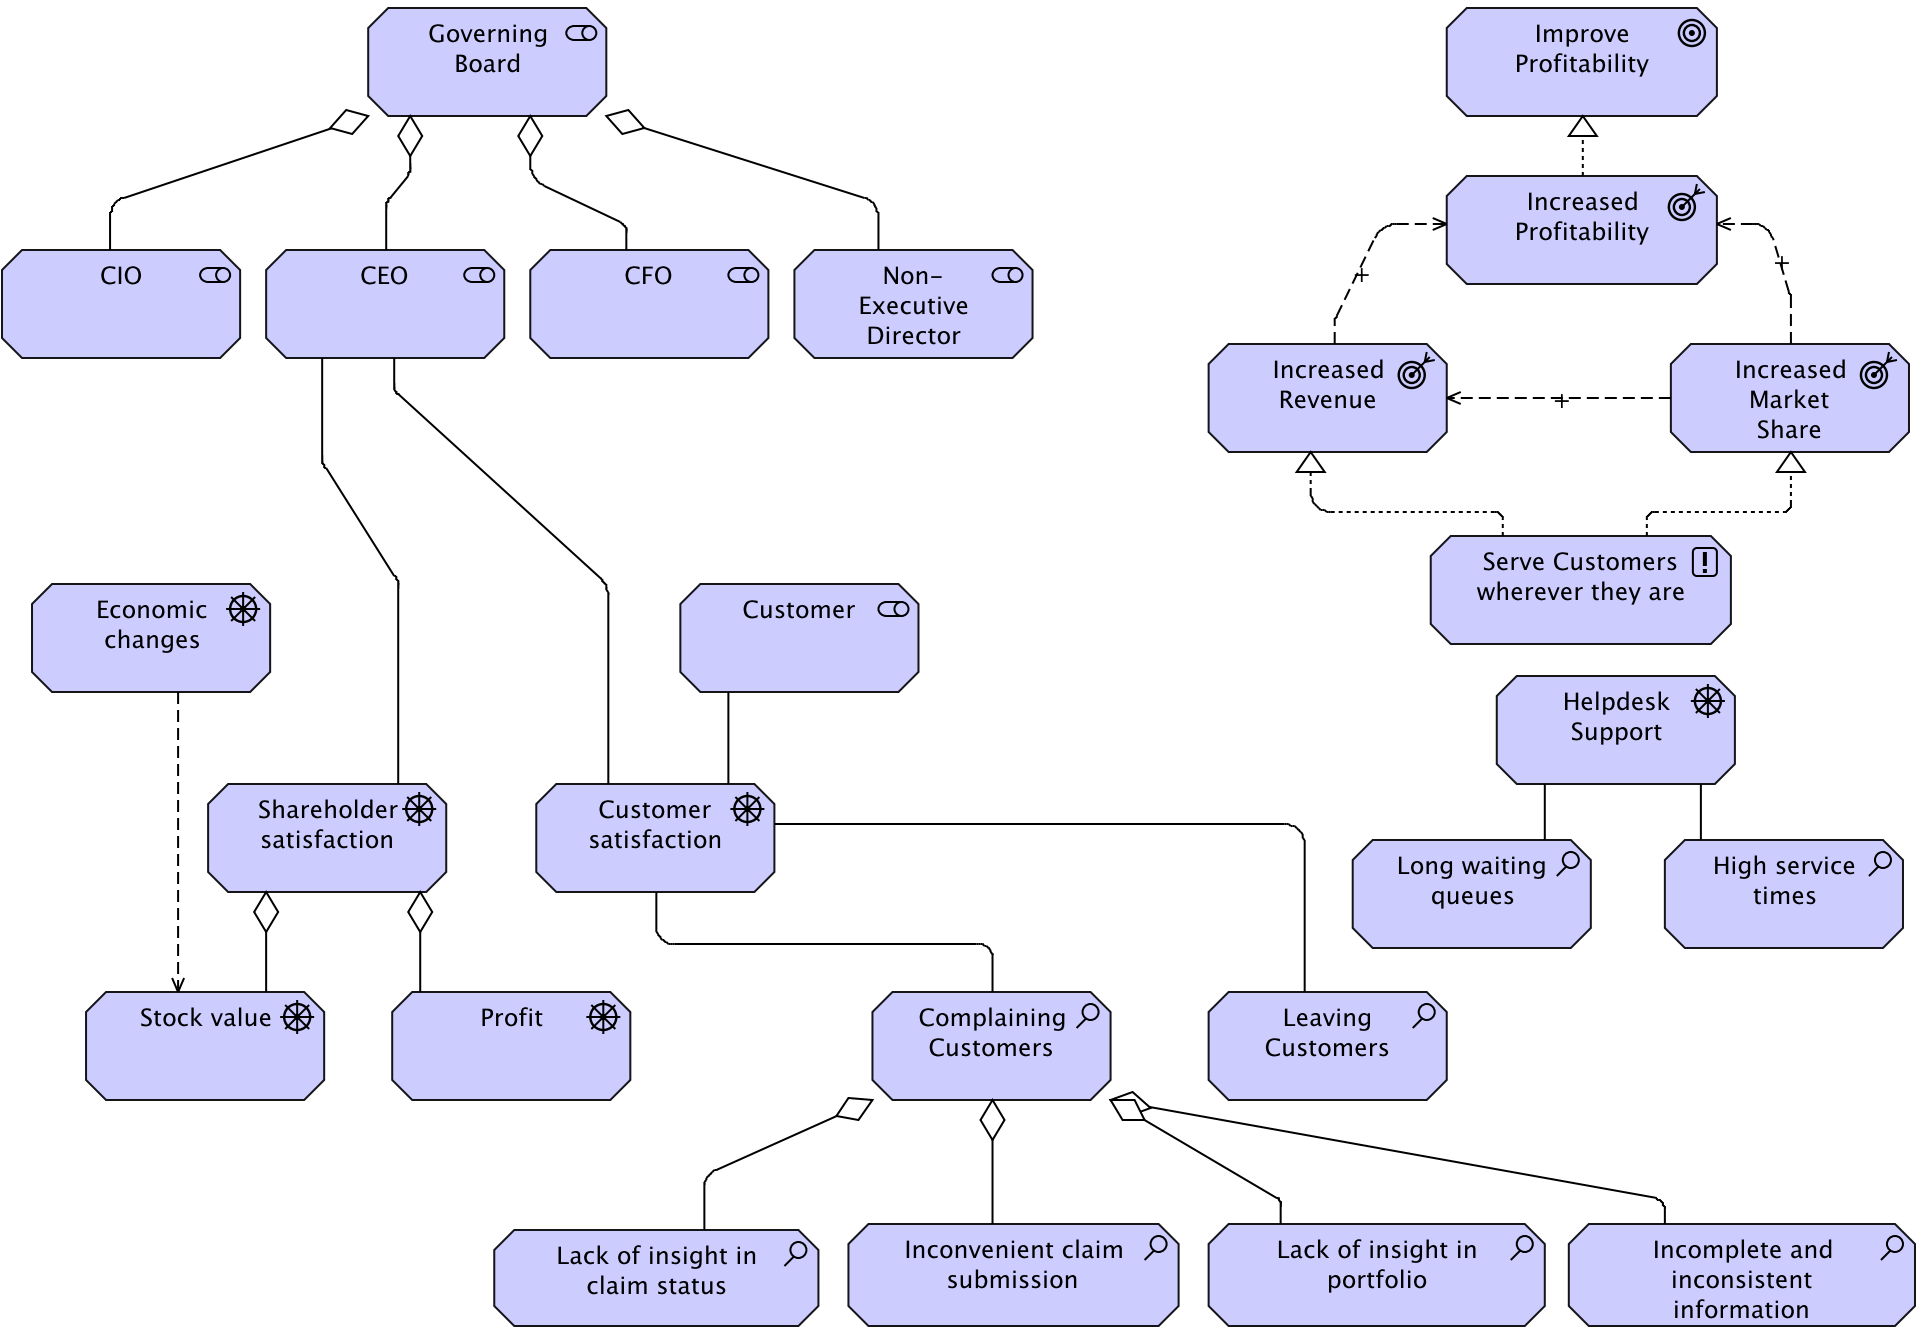 Governing
Board
Improve
Profitability
Increased
Profitability
CIO
CEO
CFO
Non-
Executive
Director
Increased
Revenue
Increased
Market
Share
Serve Customers
wherever they are
Economic
changes
Customer
Helpdesk
Support
Shareholder
satisfaction
Customer
satisfaction
Long waiting
queues
High service
times
Stock value
Profit
Complaining
Customers
Leaving
Customers
Lack of insight in
claim status
Inconvenient claim
submission
Lack of insight in
portfolio
Incomplete and
inconsistent
information